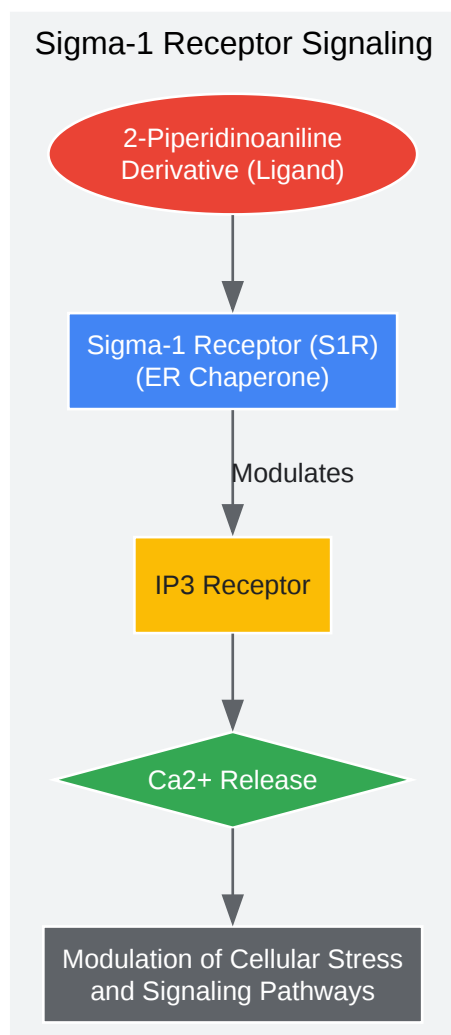 Sigma-1 Receptor Signaling
2-Piperidinoaniline
Derivative (Ligand)
Sigma-1 Receptor (S1R)
(ER Chaperone)
Modulates
IP3 Receptor
Ca2+ Release
Modulation of Cellular Stress
and Signaling Pathways